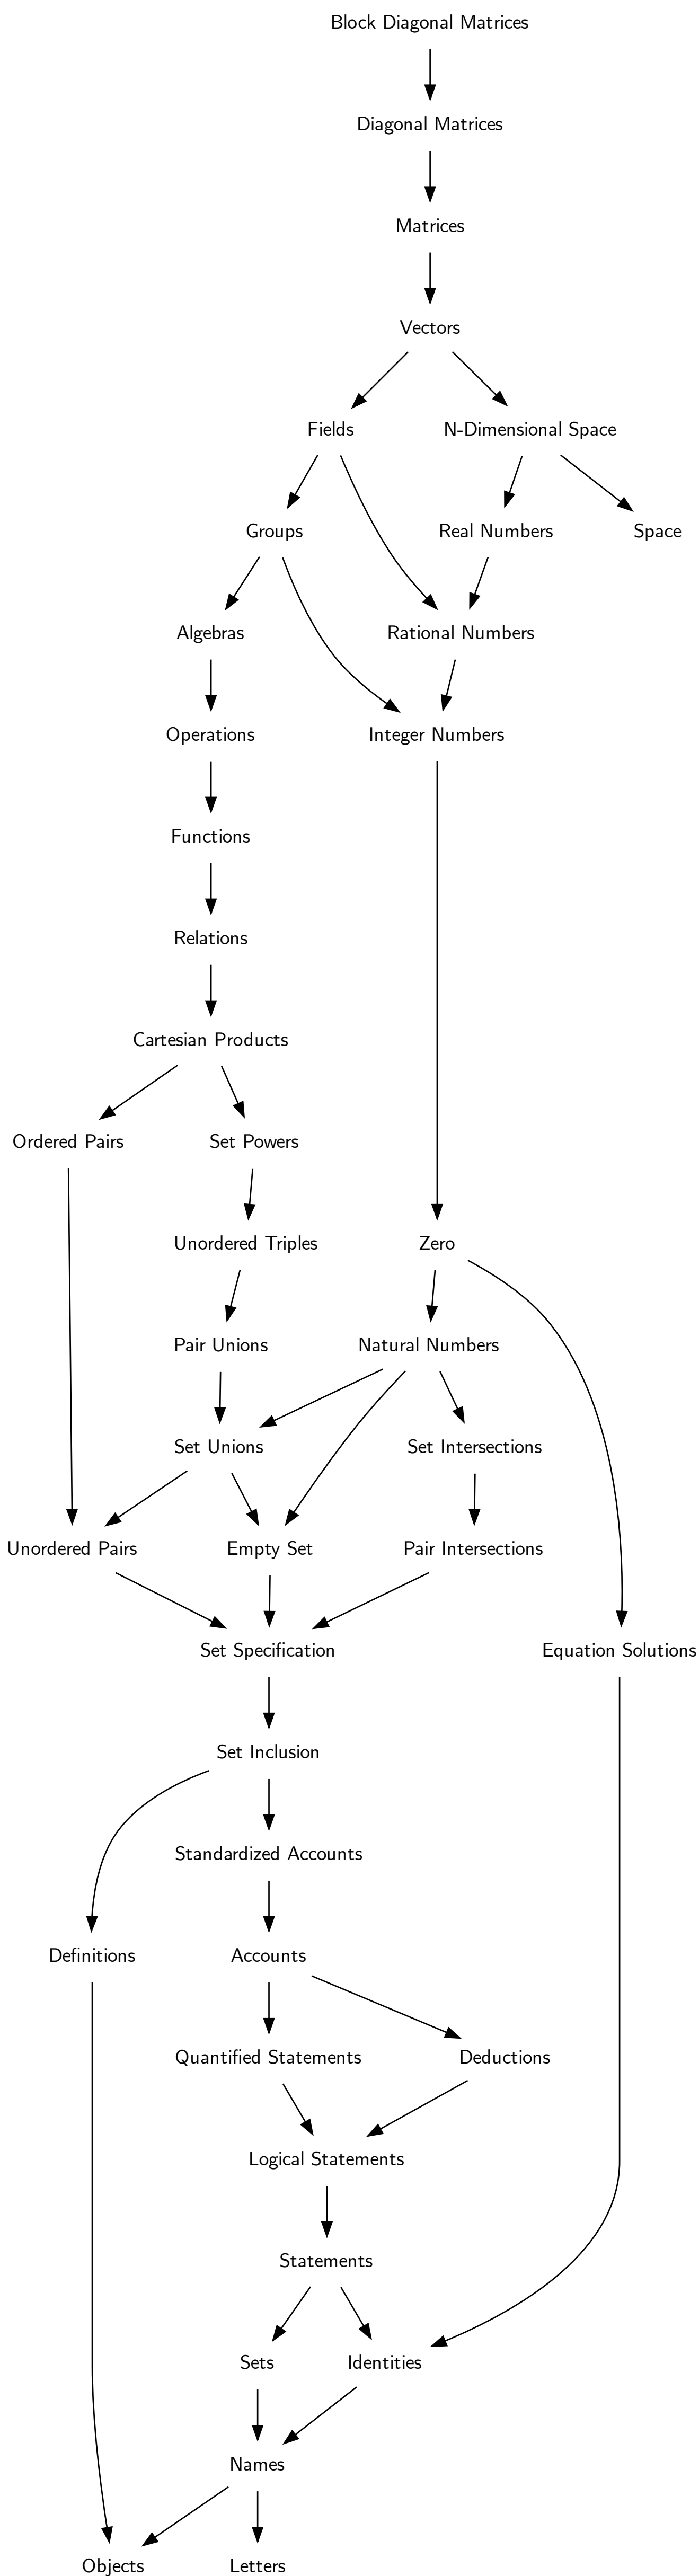 Block Diagonal Matrices
Diagonal Matrices
Matrices
Vectors
Fields
N-Dimensional Space
Groups
Real Numbers
Space
Algebras
Rational Numbers
Operations
Integer Numbers
Functions
Relations
Cartesian Products
Ordered Pairs
Set Powers
Unordered Triples
Zero
Pair Unions
Natural Numbers
Set Unions
Set Intersections
Unordered Pairs
Empty Set
Pair Intersections
Set Specification
Equation Solutions
Set Inclusion
Standardized Accounts
Definitions
Accounts
Quantified Statements
Deductions
Logical Statements
Statements
Sets
Identities
Names
Objects
Letters